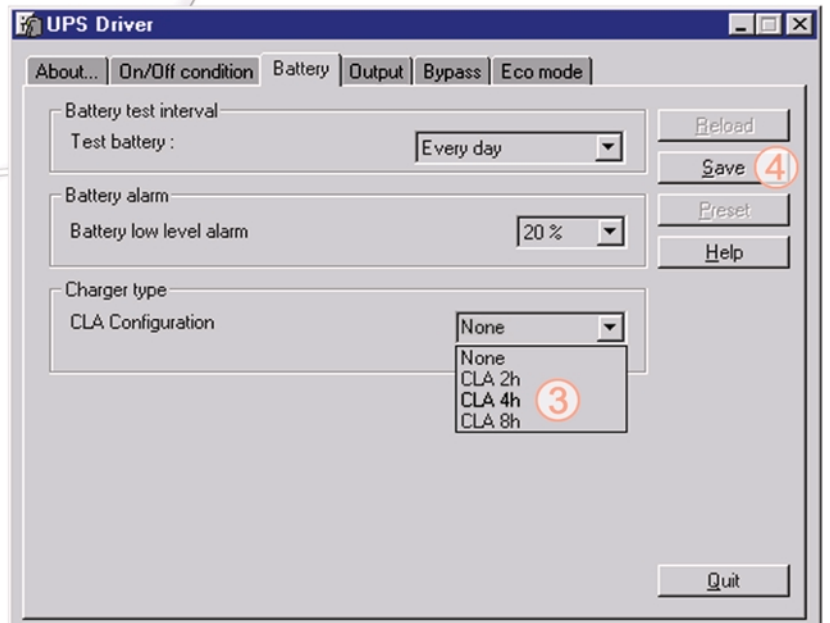 UPS Driver
About... On/Off condition Battery Output Bypass Eco mode
Battery test interval
Test battery : Every day
Reload
Save 4
Battery alarm
Battery low level alarm 20 %
Preset
Help
Charger type
CLA Configuration None
None
CLA 2h
CLA 4h 3
CLA 8h
Quit